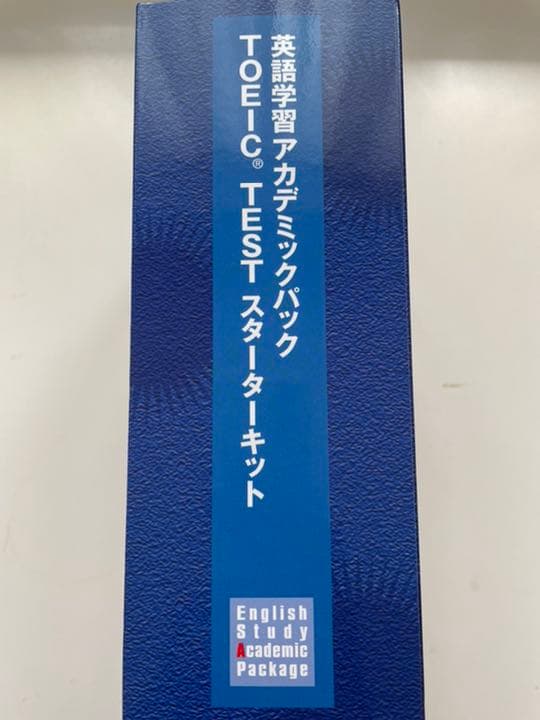 英語学習アカデミックパック
TOEIC® TEST スターターキット
English
Study
Academic
Package